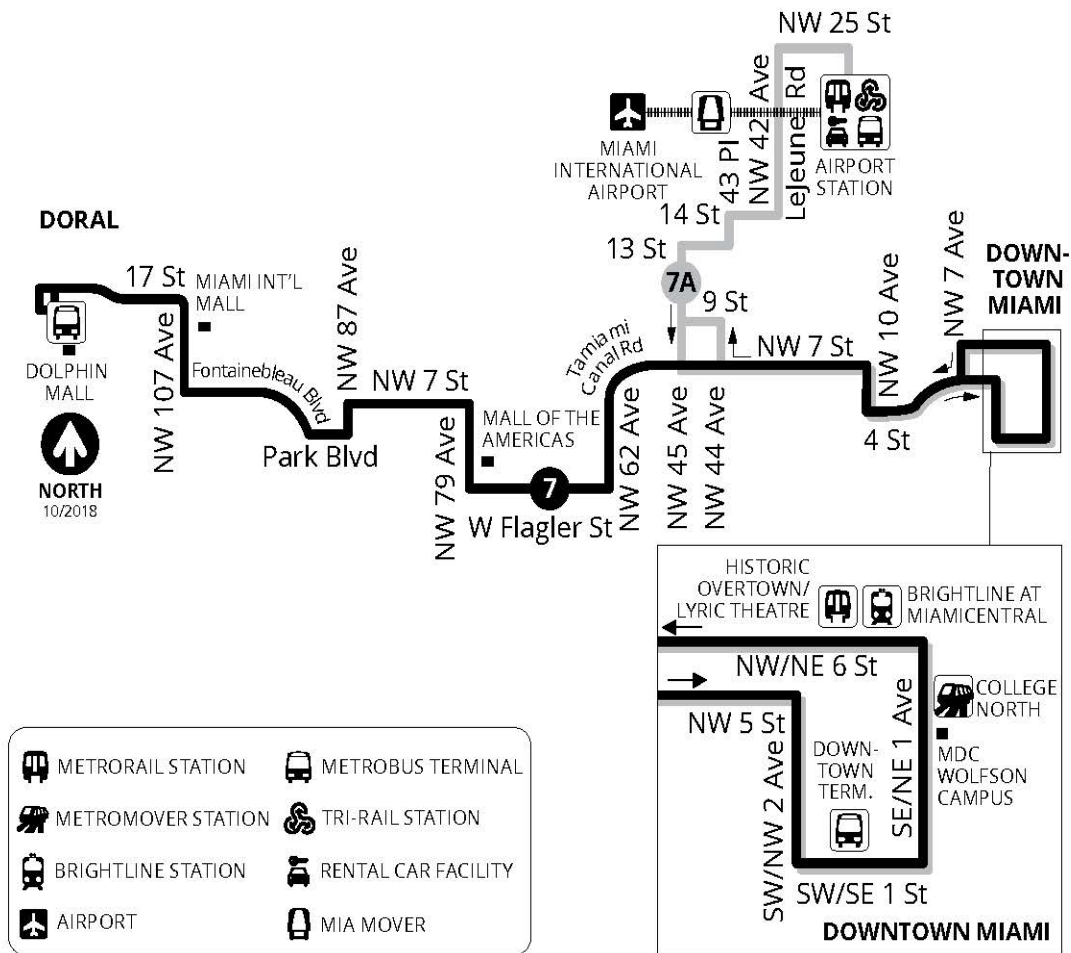 NW 25 St
NW 42 Ave
LeJeune Rd
43 Pl
MIAMI
INTERNATIONAL
AIRPORT
AIRPORT
STATION
14 St
13 St
7A
9 St
DORAL
17 St
MIAMI INT'L
MALL
NW 87 Ave
DOLPHIN
MALL
NW 107 Ave
Fontainebleau Blvd
Park Blvd
NW 7 St
NW 79 Ave
MALL OF THE
AMERICAS
7
W Flagler St
Tamiami
Canal Rd
NW 62 Ave
NW 45 Ave
NW 44 Ave
NW 7 St
NW 10 Ave
4 St
NW 7 Ave
DOWN-
TOWN
MIAMI
NORTH
10/2018
HISTORIC
OVERTOWN/
LYRIC THEATRE
BRIGHTLINE AT
MIAMICENTRAL
NW/NE 6 St
NW 5 St
SW/NW 2 Ave
DOWN-
TOWN
TERM.
SE/NE 1 Ave
COLLEGE
NORTH
MDC
WOLFSON
CAMPUS
SW/SE 1 St
DOWNTOWN MIAMI
METRORAIL STATION
METROBUS TERMINAL
METROMOVER STATION
TRI-RAIL STATION
BRIGHTLINE STATION
RENTAL CAR FACILITY
AIRPORT
MIA MOVER